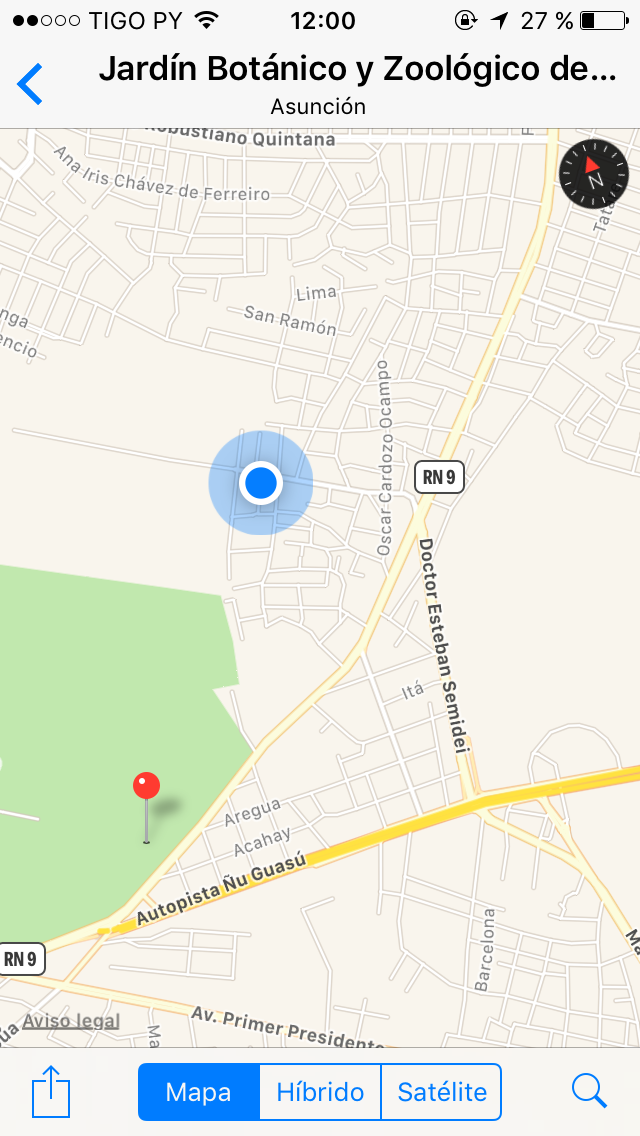 TIGO PY 12:00 27 %
Jardín Botánico y Zoológico de...
Asunción
Robustiano Quintana
Ana Iris Chávez de Ferreiro
N
Lima
San Ramón
Oscar Cardozo Ocampo
RN 9
Doctor Esteban Semidei
Itá
Aregua
Acahay
Autopista Ñu Guasú
RN 9
Barcelona
Aviso legal
Av. Primer Presidente
Mapa Híbrido Satélite